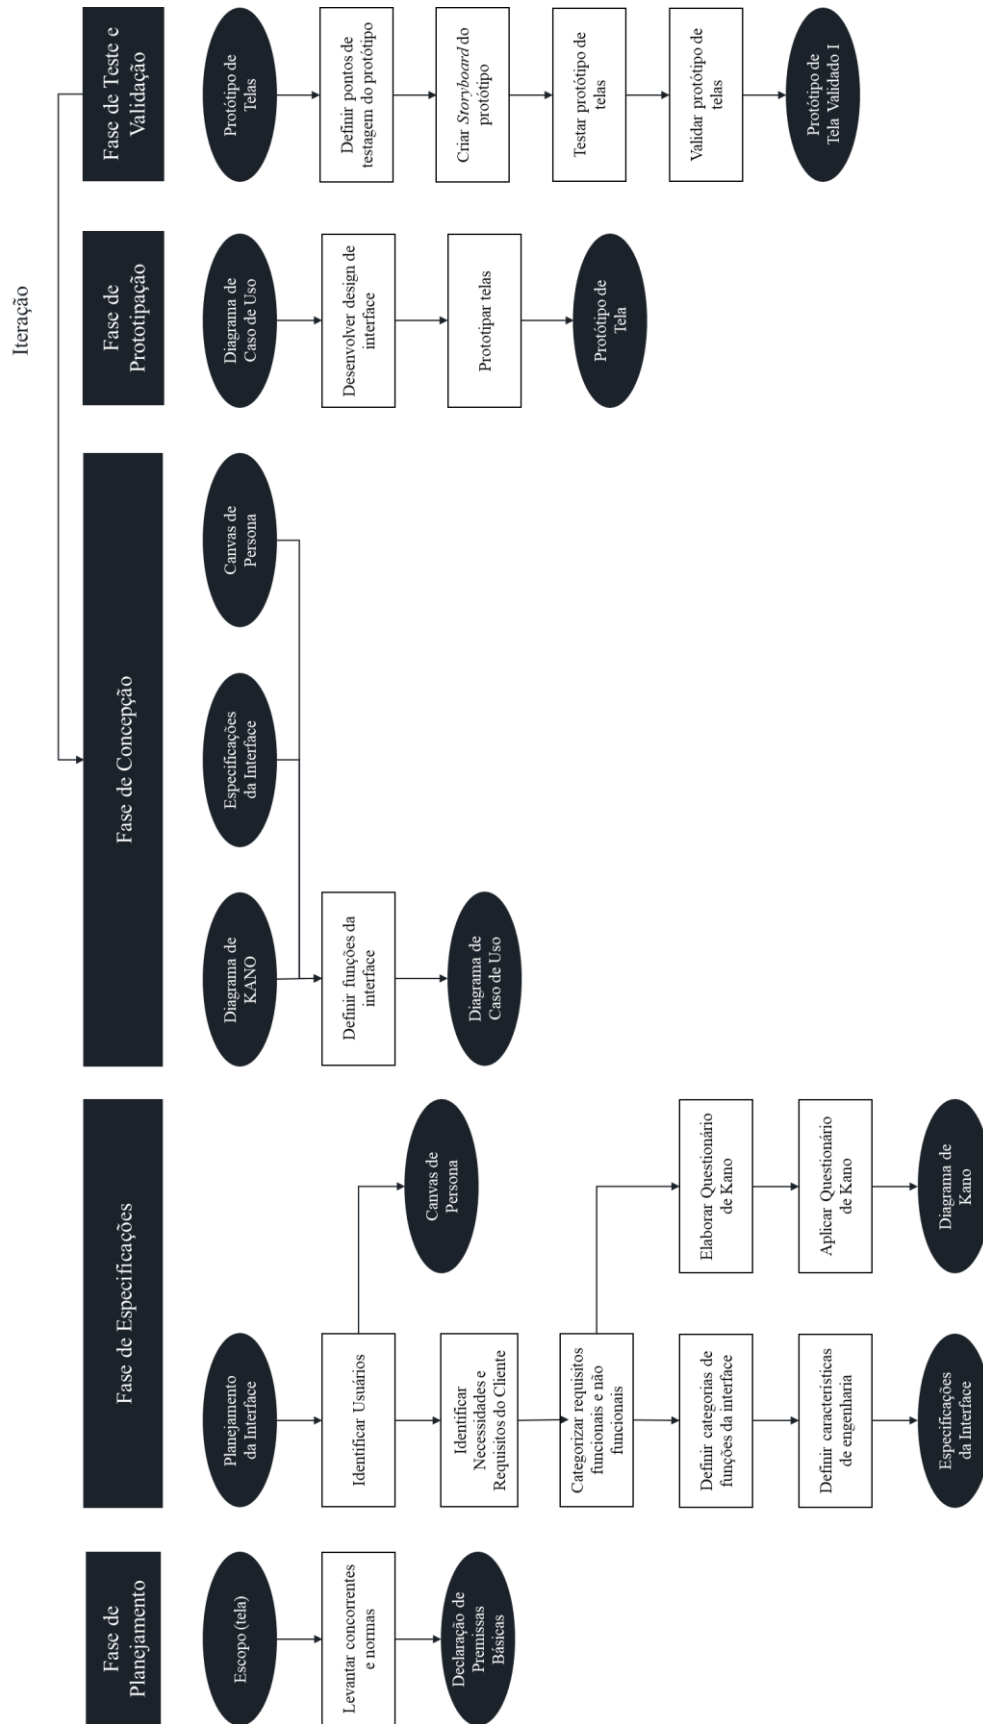 Iteração
Fase de
Planejamento
Escopo (tela)
Levantar concorrentes
e normas
Declaração de
Premissas
Básicas
Fase de Especificações
Planejamento
da Interface
Identificar Usuários
Canvas de
Persona
Identificar
Necessidades e
Requisitos do Cliente
Categorizar requisitos
funcionais e não
funcionais
Definir categorias de
funções da interface
Definir características
de engenharia
Especificações
da Interface
Elaborar Questionário
de Kano
Aplicar Questionário
de Kano
Diagrama de
Kano
Fase de Concepção
Diagrama de
KANO
Especificações
da Interface
Canvas de
Persona
Definir funções da
interface
Diagrama de
Caso de Uso
Fase de
Prototipação
Diagrama de
Caso de Uso
Desenvolver design de
interface
Prototipar telas
Protótipo de
Tela
Fase de Teste e
Validação
Protótipo de
Telas
Definir pontos de
testagem do protótipo
Criar Storyboard do
protótipo
Testar protótipo de
telas
Validar protótipo de
telas
Protótipo de
Tela Validado I